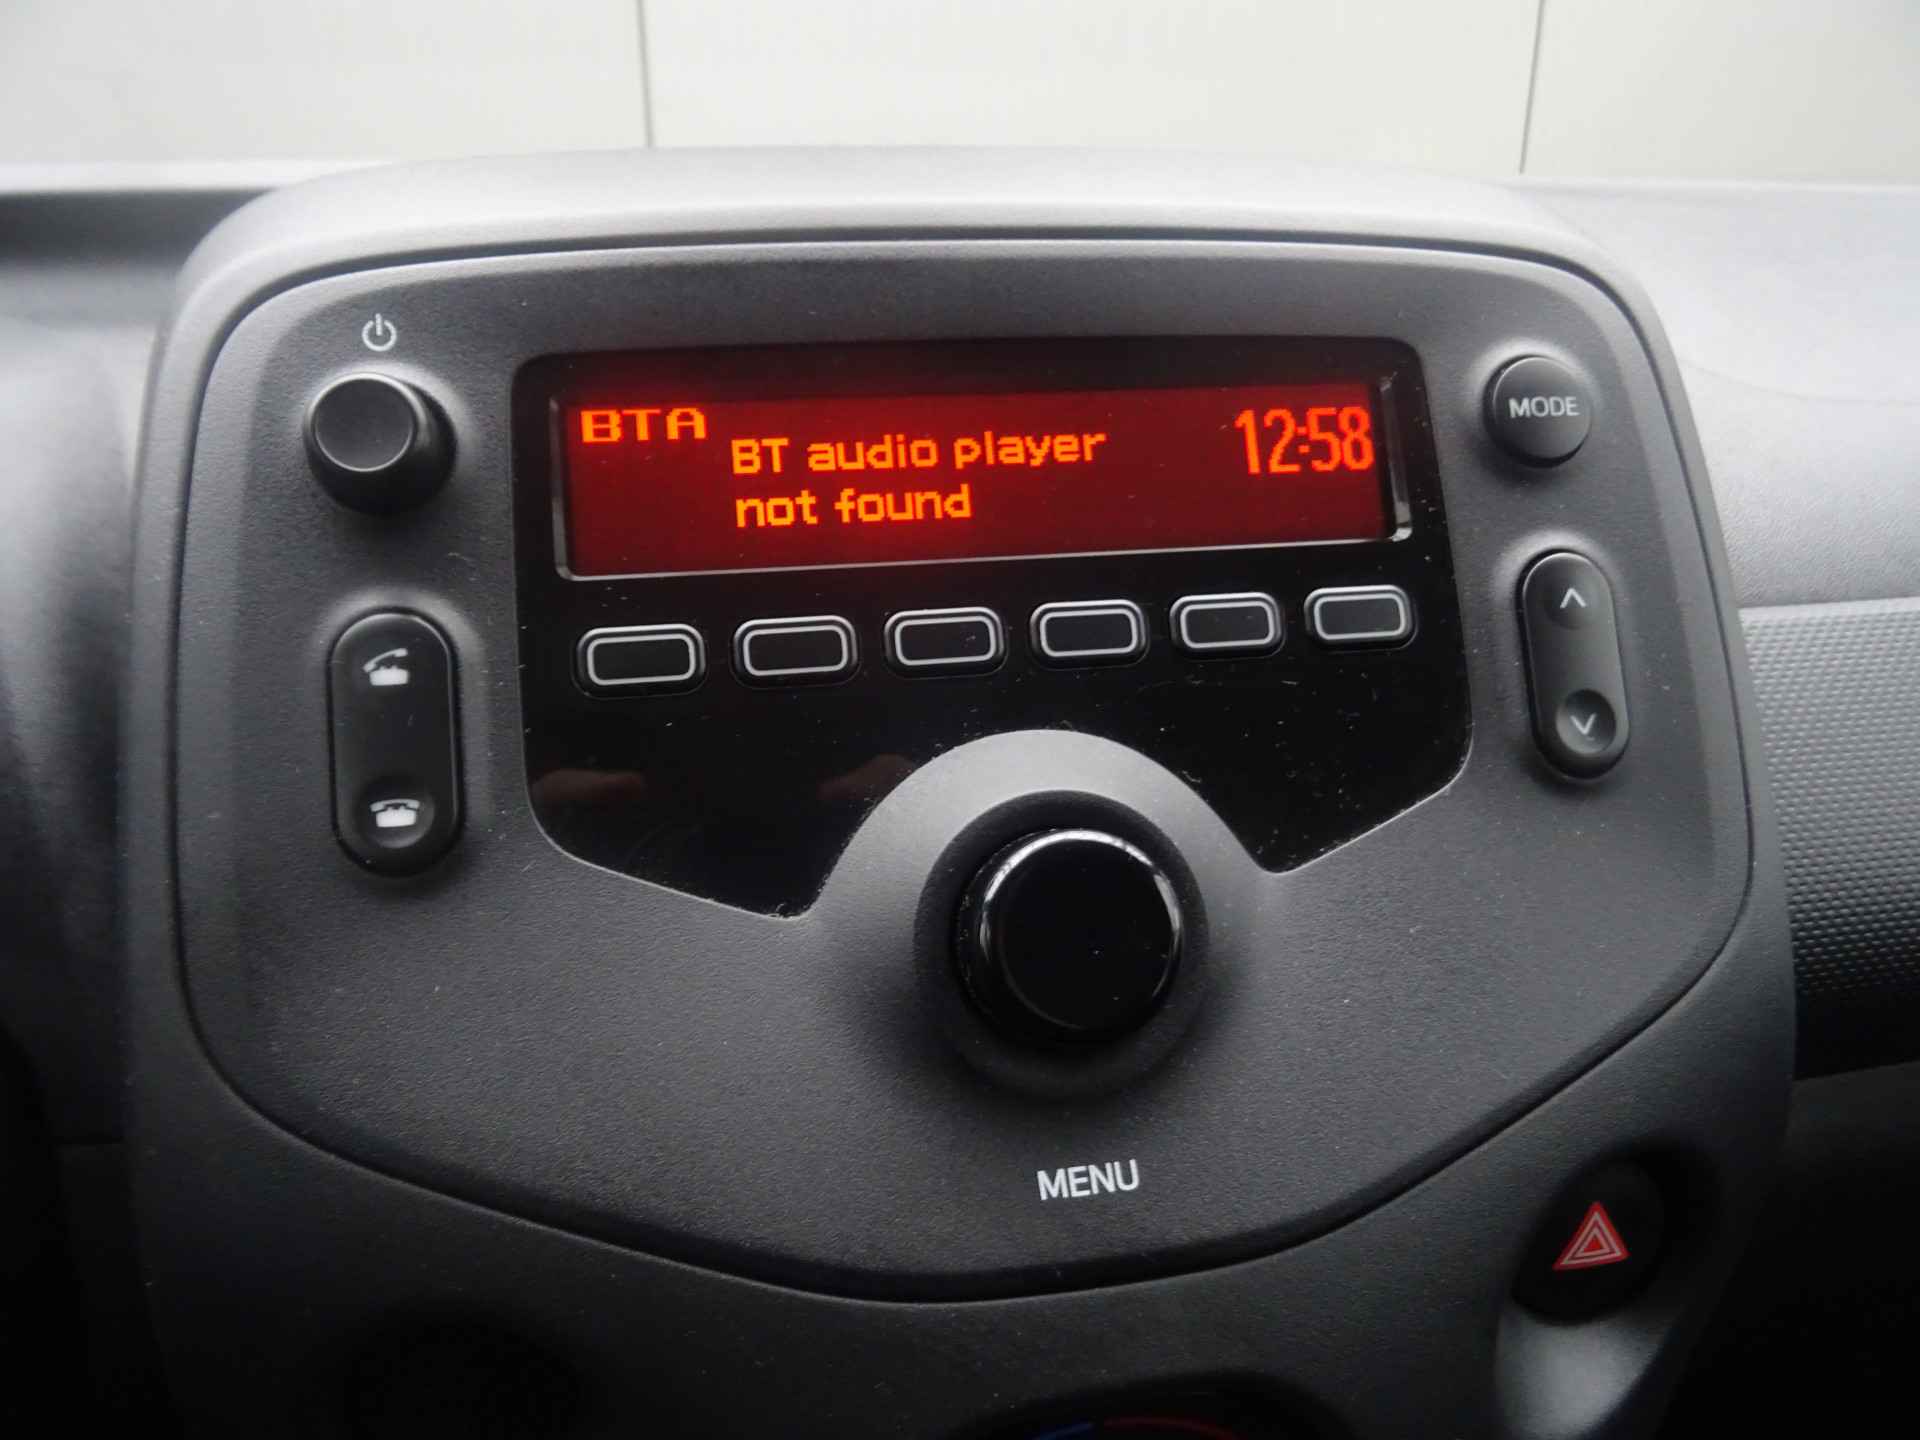 BTA
BT audio player
not found
12:58
MODE
MENU